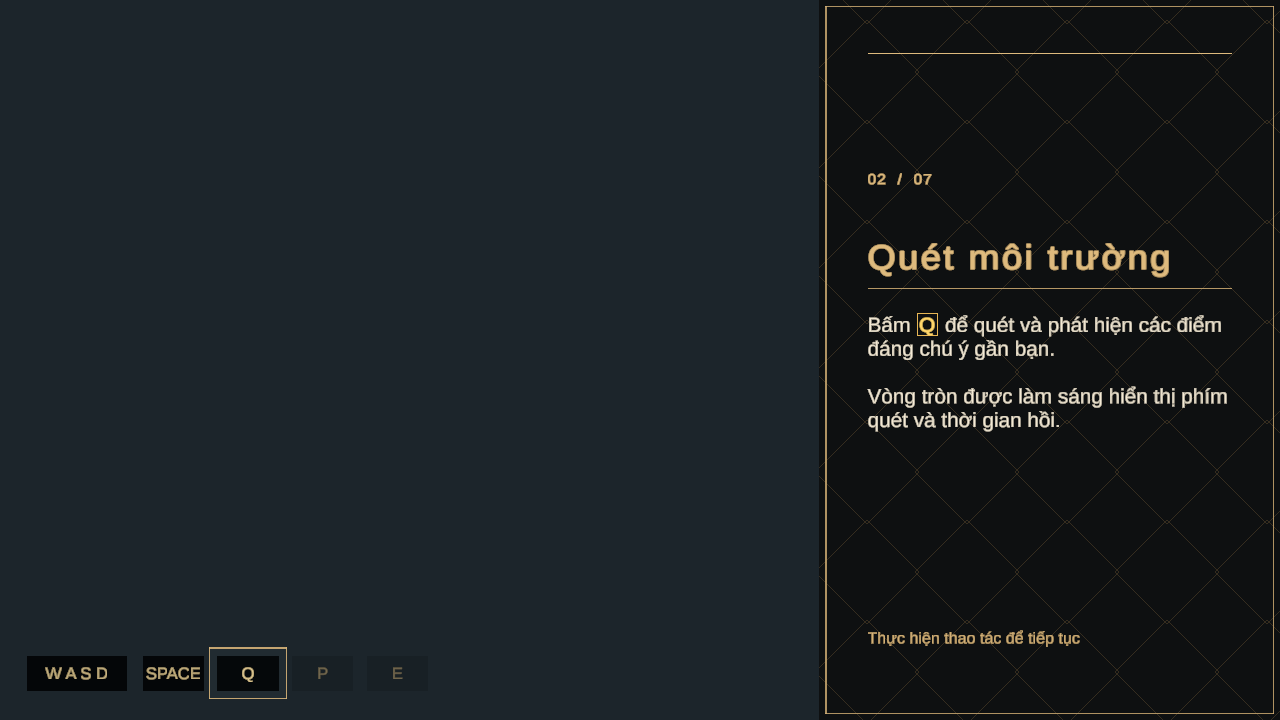 02 / 07
Quét môi trường
Bấm Q để quét và phát hiện các điểm
đáng chú ý gần bạn.
Vòng tròn được làm sáng hiển thị phím
quét và thời gian hồi.
Thực hiện thao tác để tiếp tục
WASD SPACE Q P E